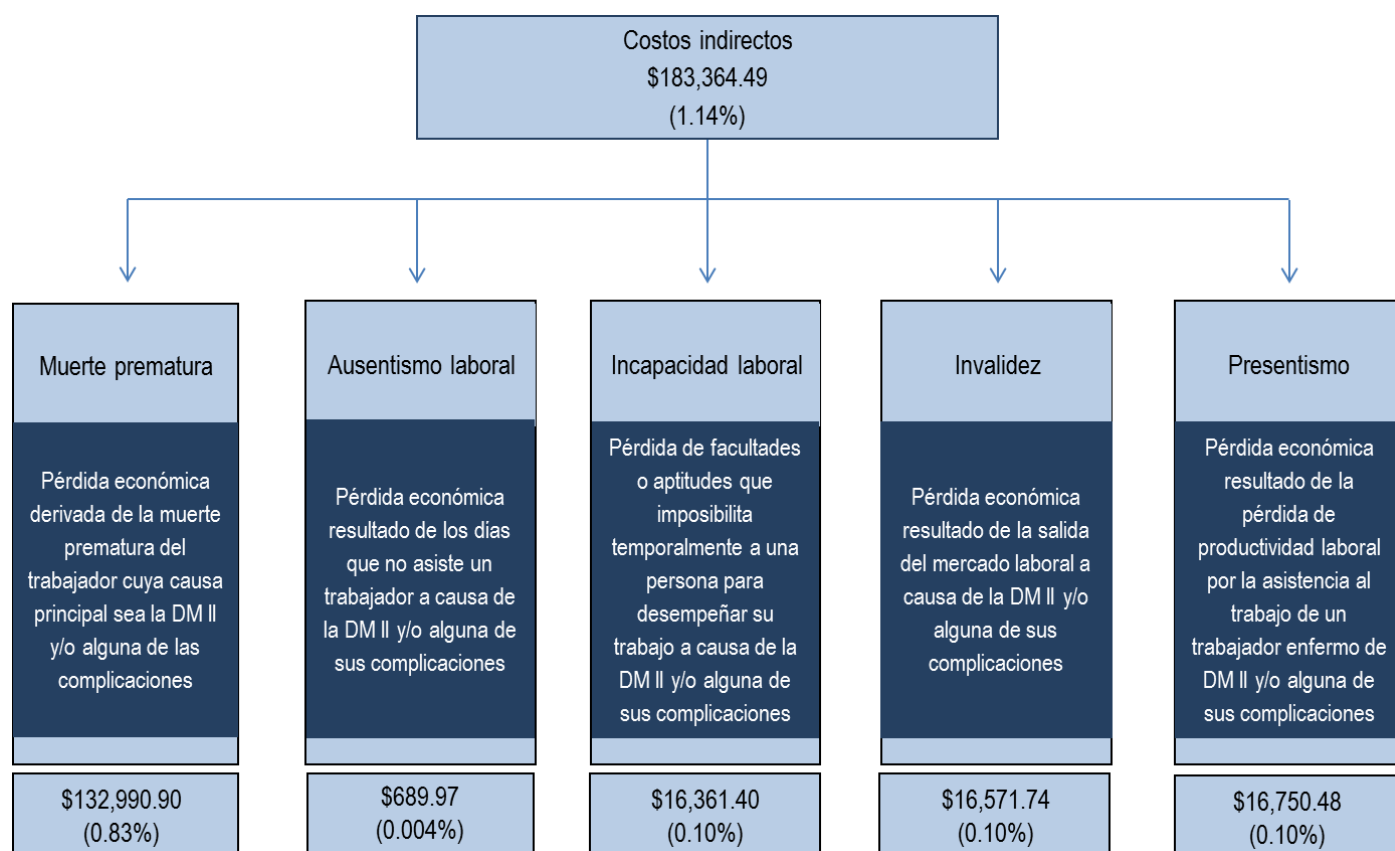 Costos indirectos
$183,364.49
(1.14%)
Muerte prematura
Pérdida económica
derivada de la muerte
prematura del
trabajador cuya causa
principal sea la DM II
y/o alguna de las
complicaciones
$132,990.90
(0.83%)
Ausentismo laboral
Pérdida económica
resultado de los días
que no asiste un
trabajador a causa de
la DM II y/o alguna de
sus complicaciones
$689.97
(0.004%)
Incapacidad laboral
Pérdida de facultades
o aptitudes que
imposibilita
temporalmente a una
persona para
desempeñar su
trabajo a causa de la
DM II y/o alguna de
sus complicaciones
$16,361.40
(0.10%)
Invalidez
Pérdida económica
resultado de la salida
del mercado laboral a
causa de la DM II y/o
alguna de sus
complicaciones
$16,571.74
(0.10%)
Presentismo
Pérdida económica
resultado de la
pérdida de
productividad laboral
por la asistencia al
trabajo de un
trabajador enfermo de
DM II y/o alguna de
sus complicaciones
$16,750.48
(0.10%)